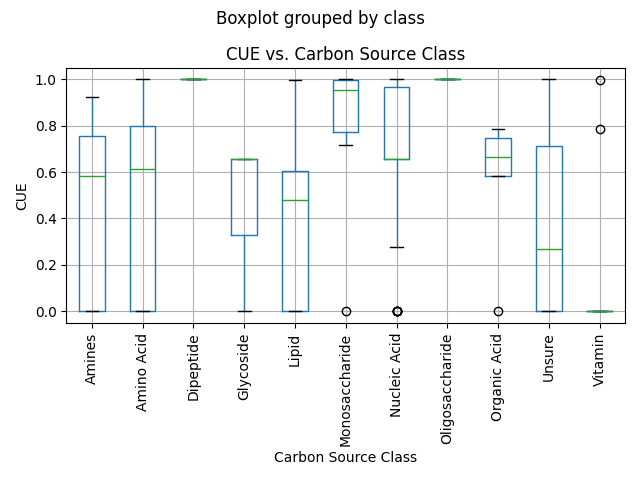 Boxplot grouped by class
CUE vs. Carbon Source Class
1.0
0.8
0.6
0.4
0.2
0.0
CUE
Amines
Amino Acid
Dipeptide
Glycoside
Lipid
Monosaccharide
Nucleic Acid
Oligosaccharide
Organic Acid
Unsure
Vitamin
Carbon Source Class